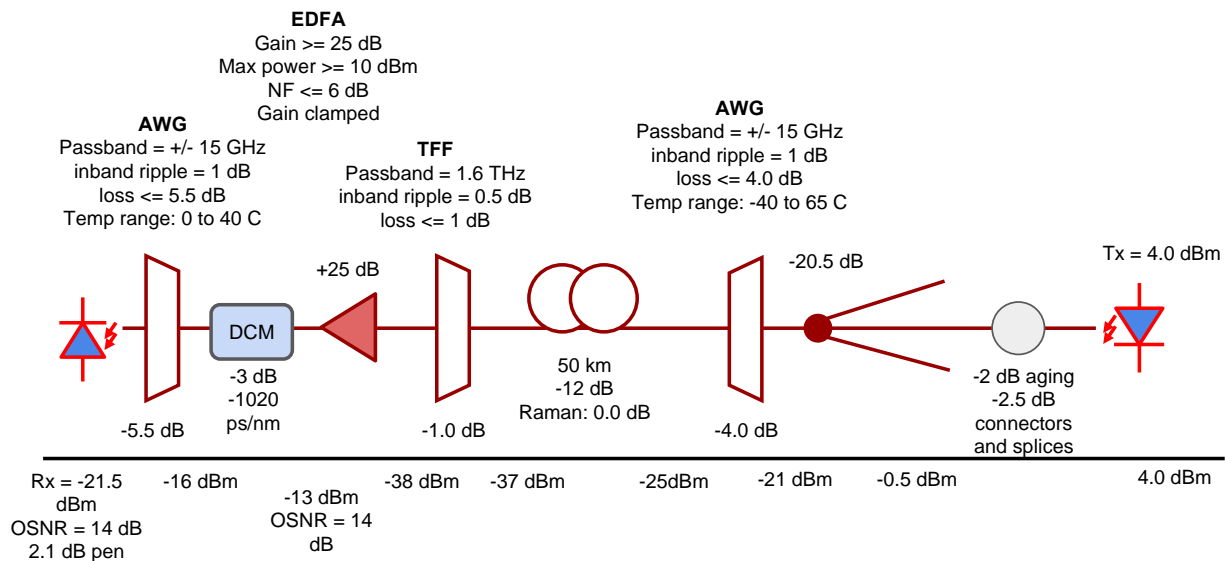 EDFA
Gain >= 25 dB
Max power >= 10 dBm
NF <= 6 dB
Gain clamped
AWG
Passband = +/- 15 GHz
inband ripple = 1 dB
loss <= 5.5 dB
Temp range: 0 to 40 C
TFF
Passband = 1.6 THz
inband ripple = 0.5 dB
loss <= 1 dB
AWG
Passband = +/- 15 GHz
inband ripple = 1 dB
loss <= 4.0 dB
Temp range: -40 to 65 C
+25 dB
-20.5 dB
Tx = 4.0 dBm
DCM
-3 dB
-1020
ps/nm
50 km
-12 dB
Raman: 0.0 dB
-2 dB aging
-2.5 dB
connectors
and splices
-5.5 dB
-1.0 dB
-4.0 dB
Rx = -21.5
dBm
OSNR = 14 dB
2.1 dB pen
-16 dBm
-13 dBm
OSNR = 14
dB
-38 dBm
-37 dBm
-25dBm
-21 dBm
-0.5 dBm
4.0 dBm